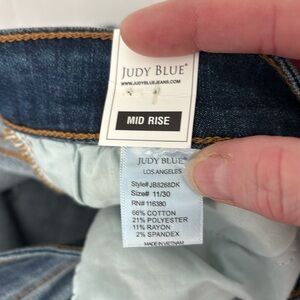 JUDY BLUE®
WWW.JUDYBLUEJEANS.COM
MID RISE
JUDY BLUE®
LOS ANGELES
Style#JB8268DK
Size# 11/30
RN# 116380
66% COTTON
21% POLYESTER
11% RAYON
2% SPANDEX
MADE IN VIETNAM